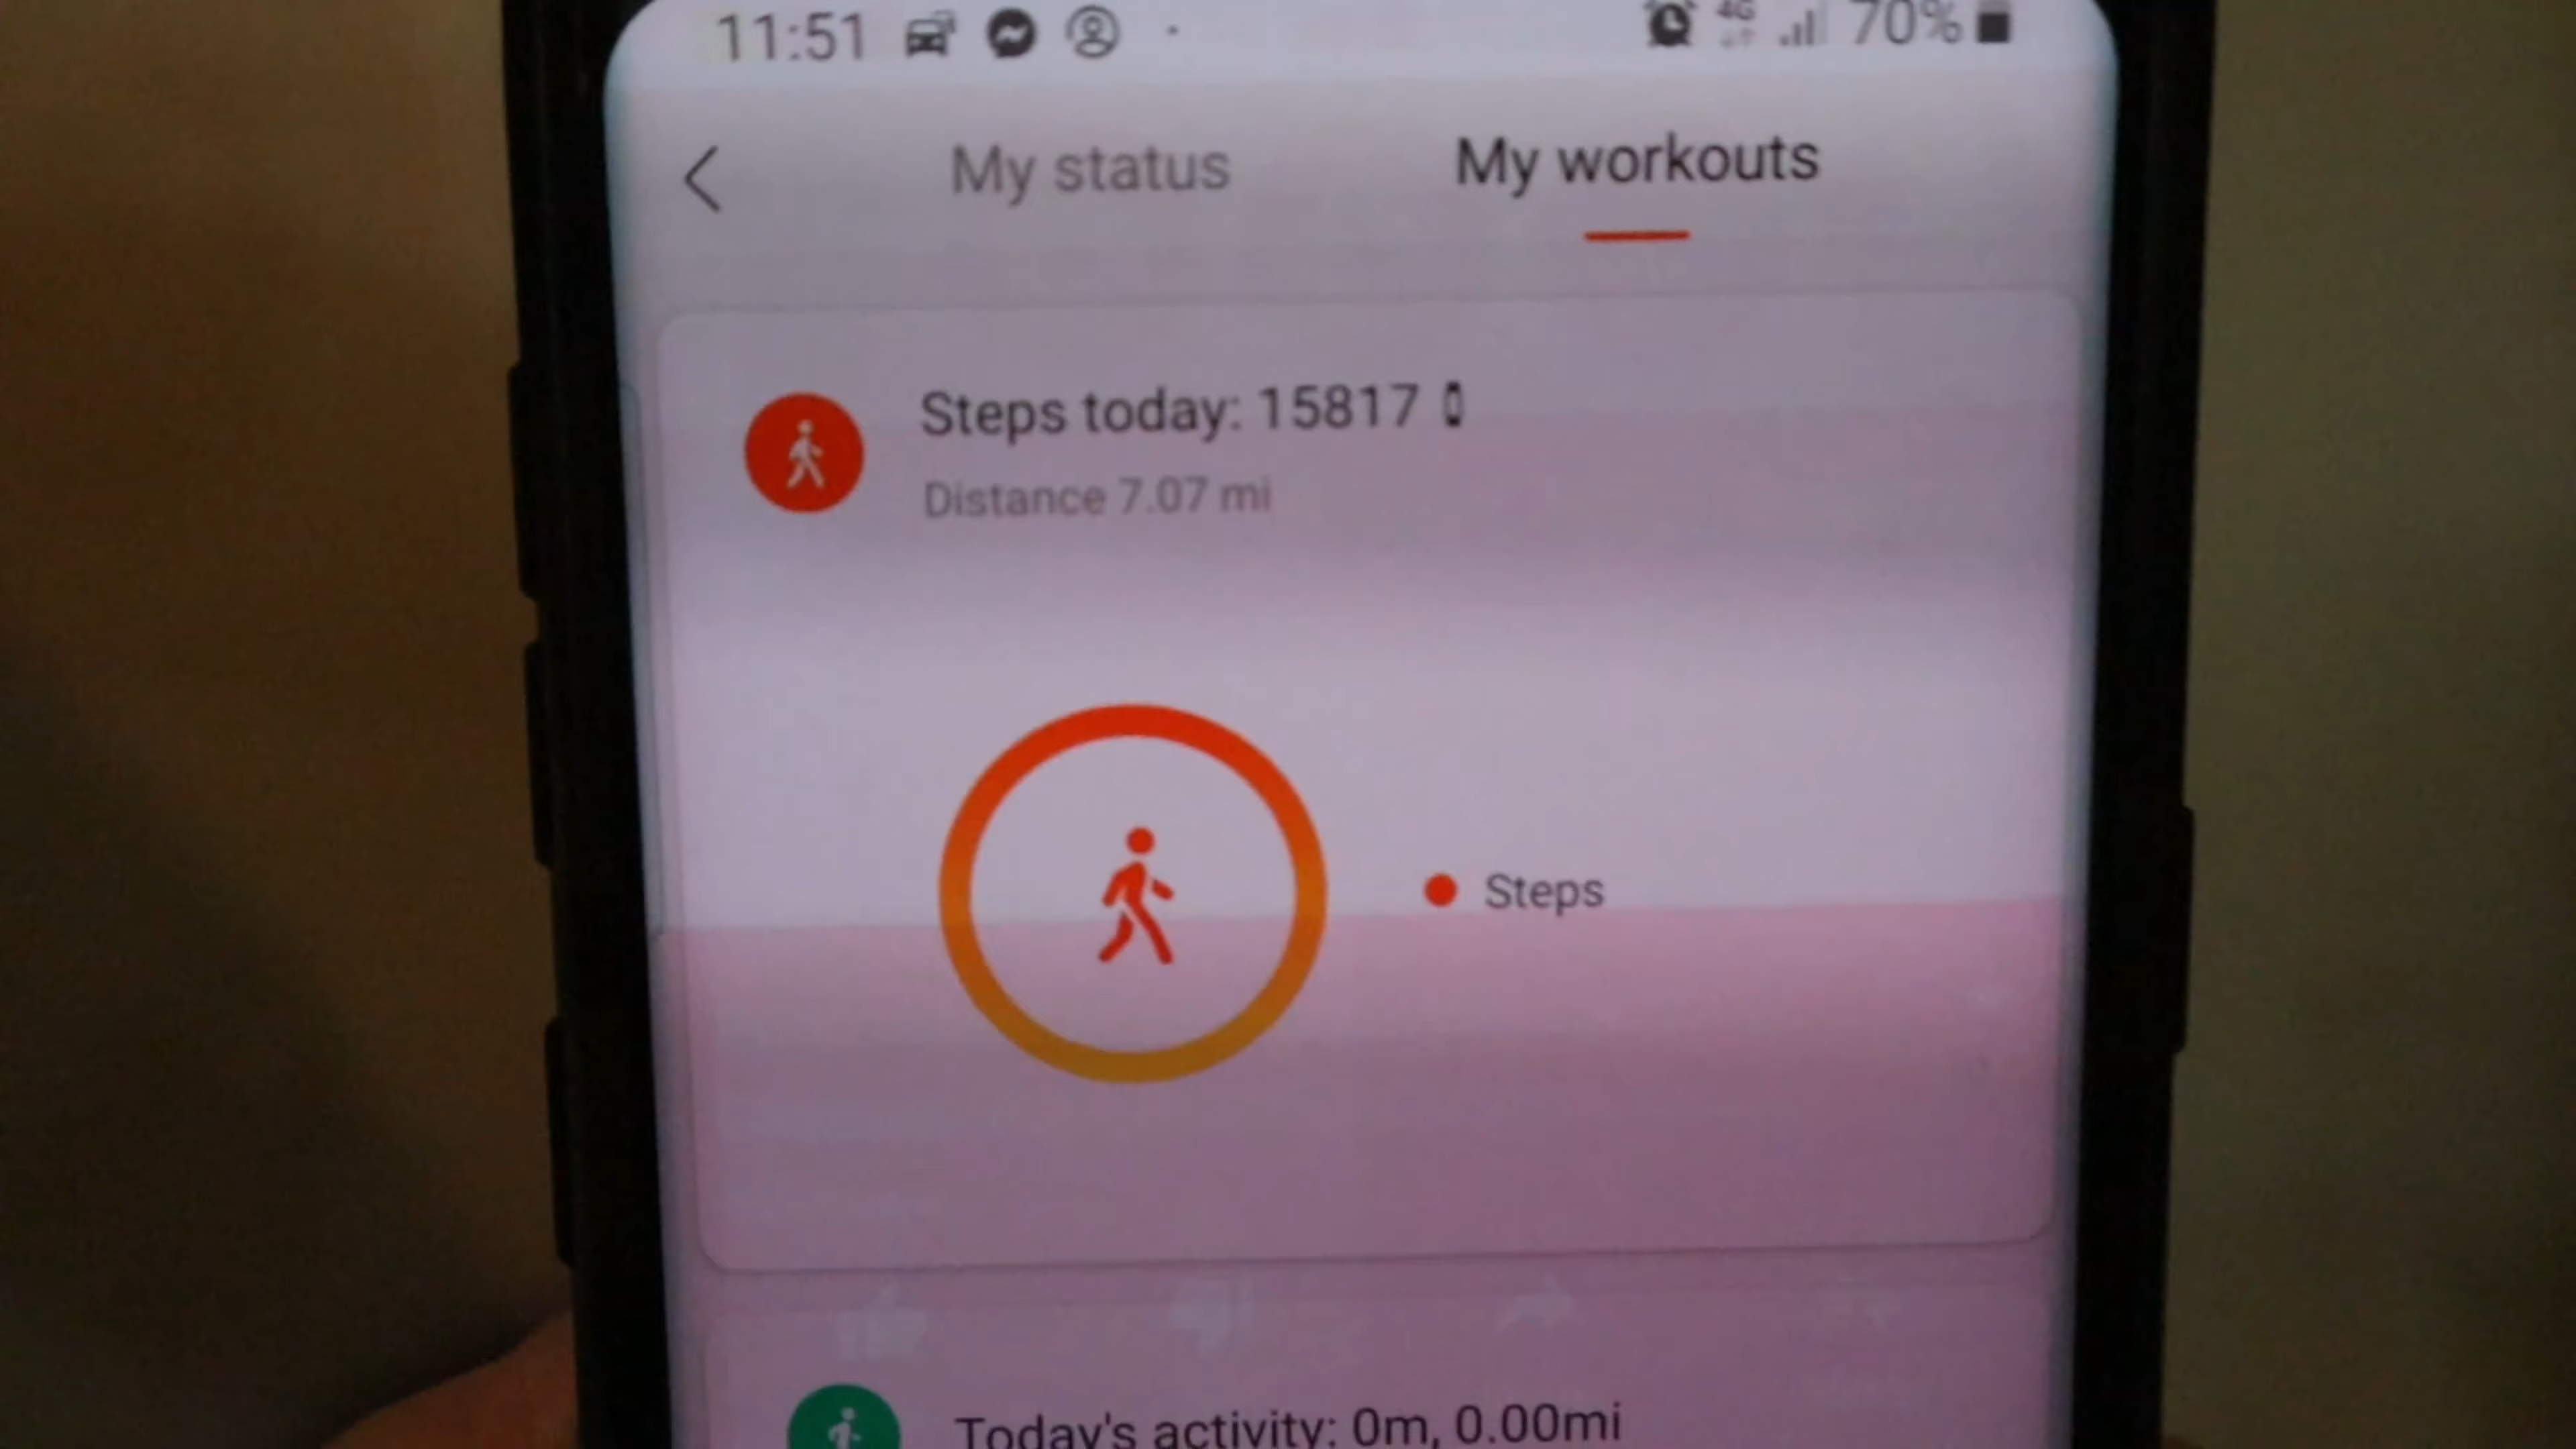 11:51 4G 70%
My status My workouts
Steps today: 15817
Distance 7.07 mi
Steps
Today's activity: 0m, 0.00mi